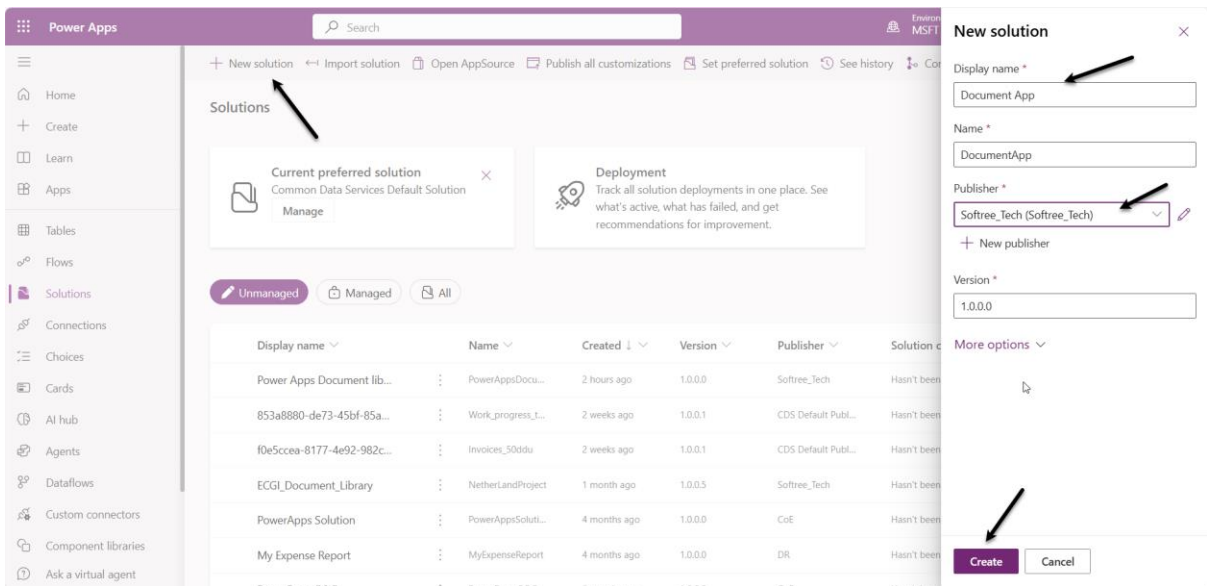 Power Apps
Search
Environ
MSFT
New solution
Import solution
Open AppSource
Publish all customizations
Set preferred solution
See history
Solutions
Current preferred solution
Common Data Services Default Solution
Manage
Deployment
Track all solution deployments in one place. See
what's active, what has failed, and get
recommendations for improvement.
Unmanaged
Managed
All
Display name
Name
Created
Version
Publisher
Solution c
Power Apps Document lib...
PowerAppsDocu...
2 hours ago
1.0.0.0
Softree_Tech
Hasn't been
853a8880-de73-45bf-85a...
Work_progress_t...
2 weeks ago
1.0.0.1
CDS Default Publ...
Hasn't been
f0e5ccea-8177-4e92-982c...
Invoices_50ddu
2 weeks ago
1.0.0.1
CDS Default Publ...
Hasn't been
ECGI_Document_Library
NetherLandProject
1 month ago
1.0.0.5
Softree_Tech
Hasn't been
PowerApps Solution
PowerAppsSoluti...
4 months ago
1.0.0.0
CoE
Hasn't been
My Expense Report
MyExpenseReport
4 months ago
1.0.0.0
DR
Hasn't been
Home
Create
Learn
Apps
Tables
Flows
Solutions
Connections
Choices
Cards
AI hub
Agents
Dataflows
Custom connectors
Component libraries
Ask a virtual agent
New solution
Display name *
Document App
Name *
DocumentApp
Publisher *
Softree_Tech (Softree_Tech)
New publisher
Version *
1.0.0.0
More options
Create
Cancel